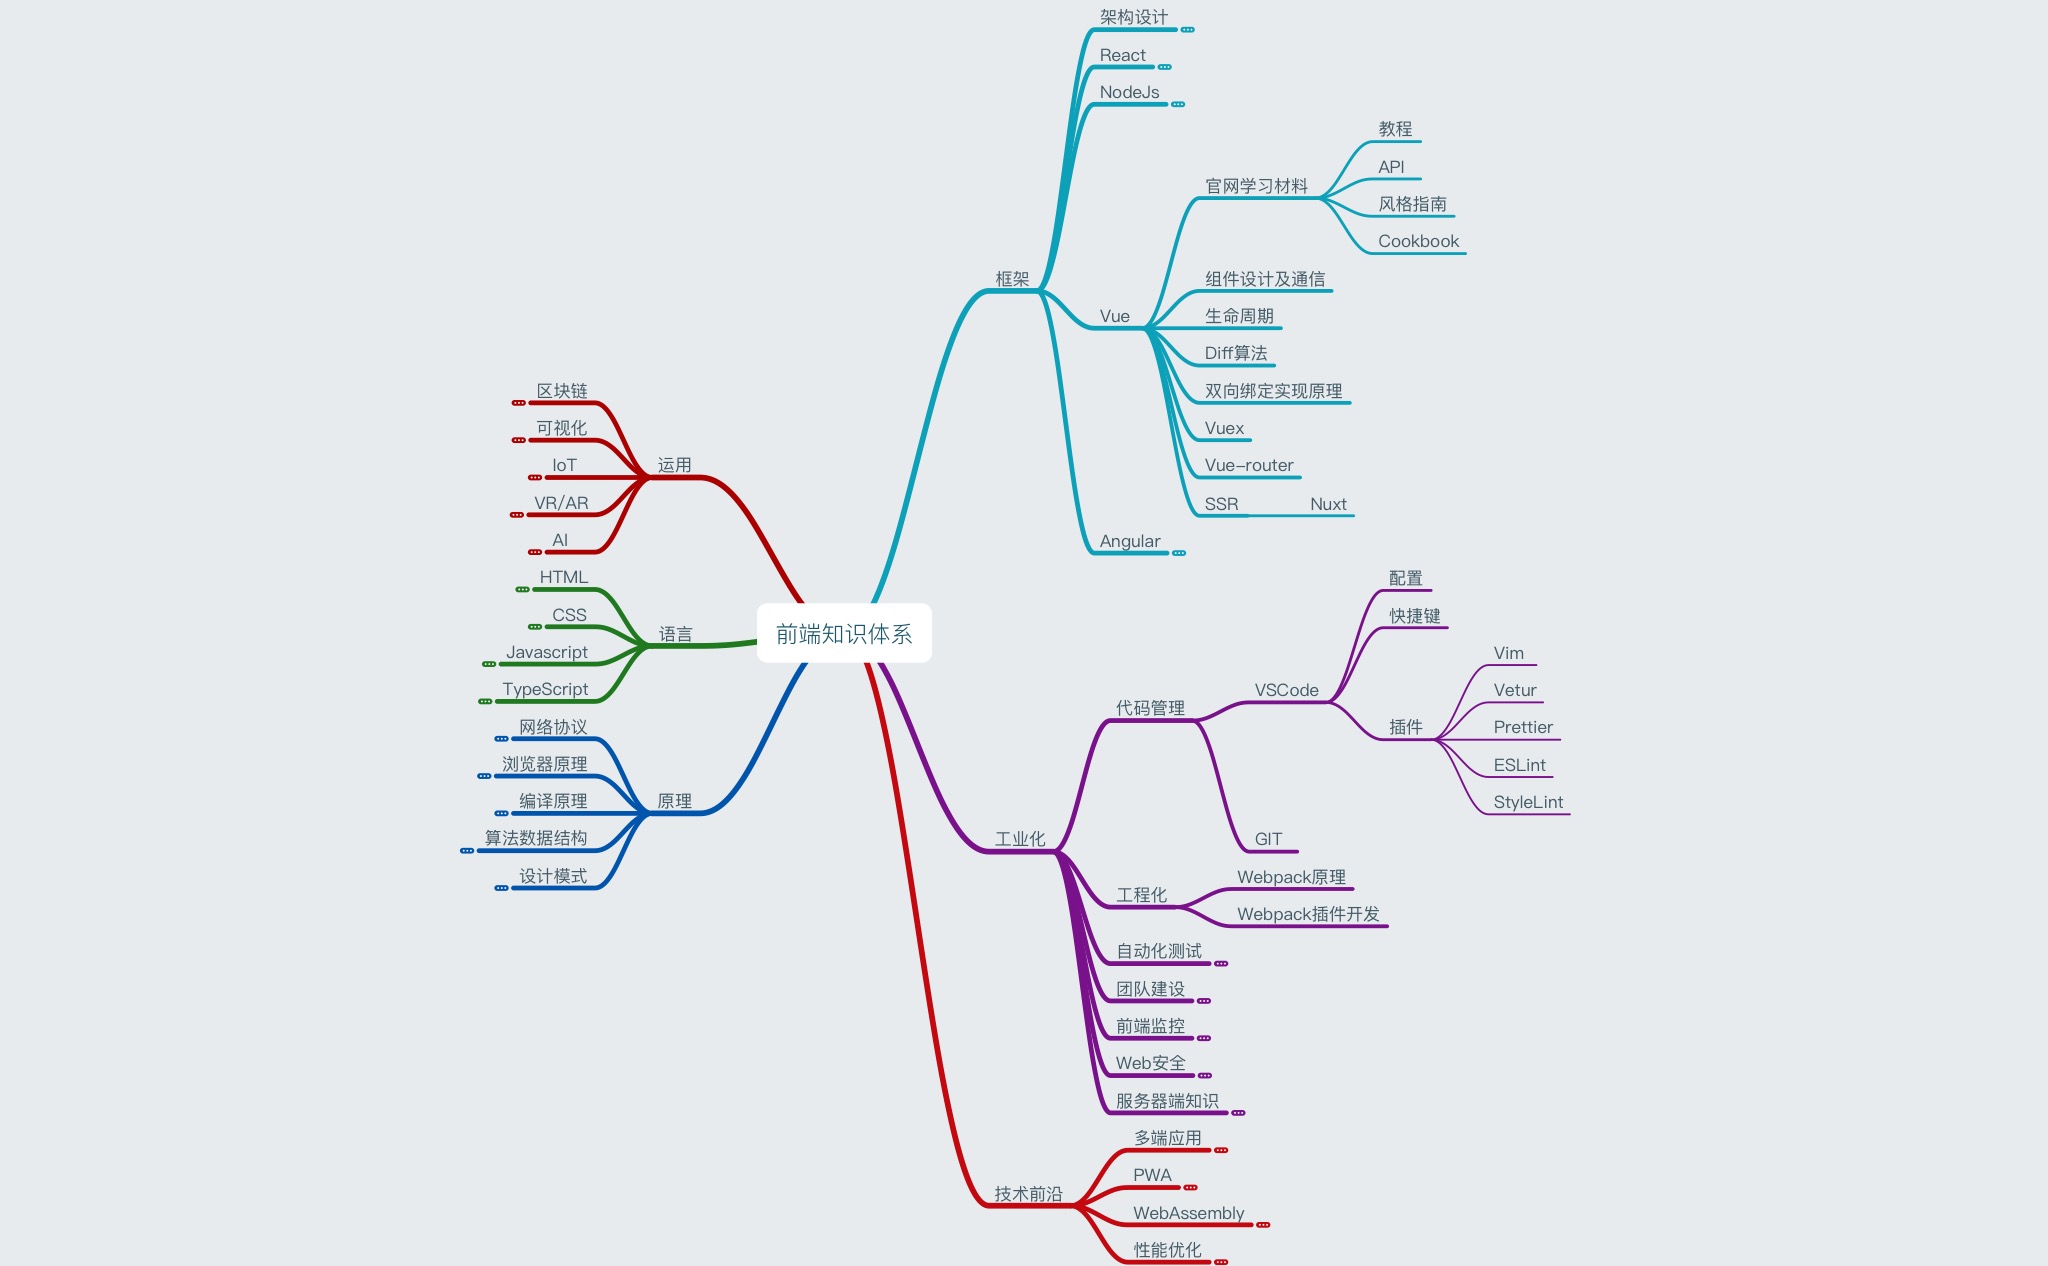 前端知识体系
框架
架构设计
React
NodeJs
Vue
官网学习材料
教程
API
风格指南
Cookbook
组件设计及通信
生命周期
Diff算法
双向绑定实现原理
Vuex
Vue-router
SSR
Nuxt
Angular
工业化
代码管理
VSCode
配置
快捷键
插件
Vim
Vetur
Prettier
ESLint
StyleLint
GIT
工程化
Webpack原理
Webpack插件开发
自动化测试
团队建设
前端监控
Web安全
服务器端知识
技术前沿
多端应用
PWA
WebAssembly
性能优化
运用
区块链
可视化
IoT
VR/AR
AI
语言
HTML
CSS
Javascript
TypeScript
原理
网络协议
浏览器原理
编译原理
算法数据结构
设计模式